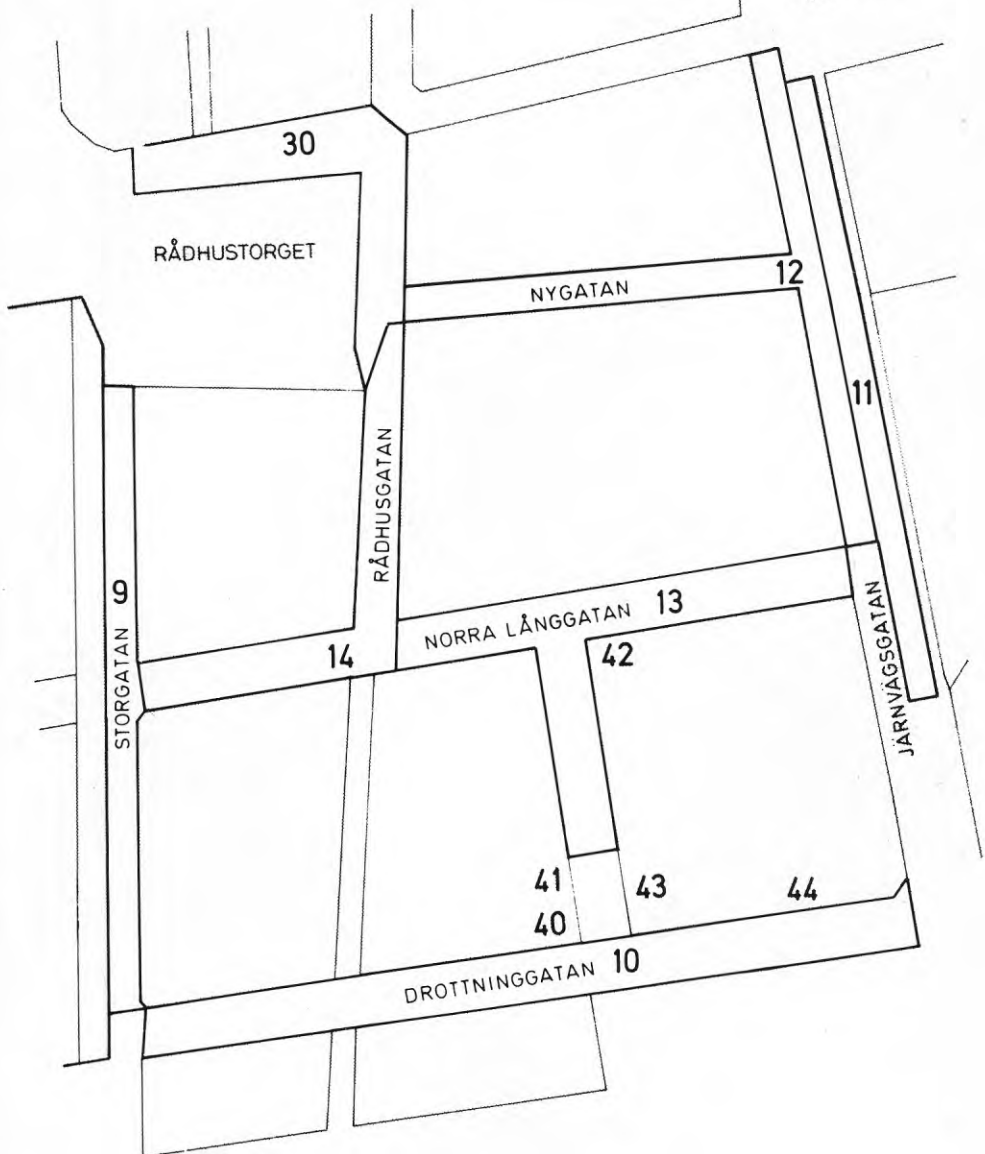 30
RÅDHUSTORGET
12
NYGATAN
11
RÅDHUSGATAN
9
STORGATAN
14
NORRA LÅNGGATAN 13
42
JÄRNVÄGSGATAN
41
43
44
40
DROTTNINGGATAN 10